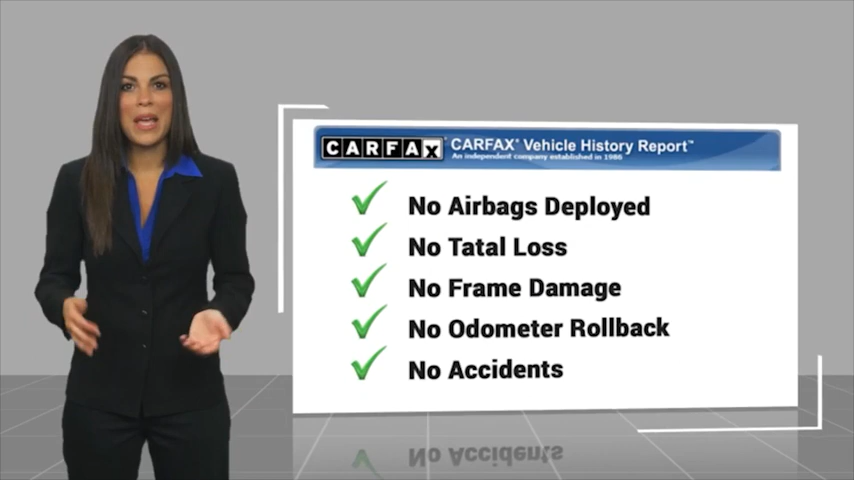 CARFAX CARFAX® Vehicle History Report™
An independent company established in 1986
No Airbags Deployed
No Tatal Loss
No Frame Damage
No Odometer Rollback
No Accidents
No Accidents